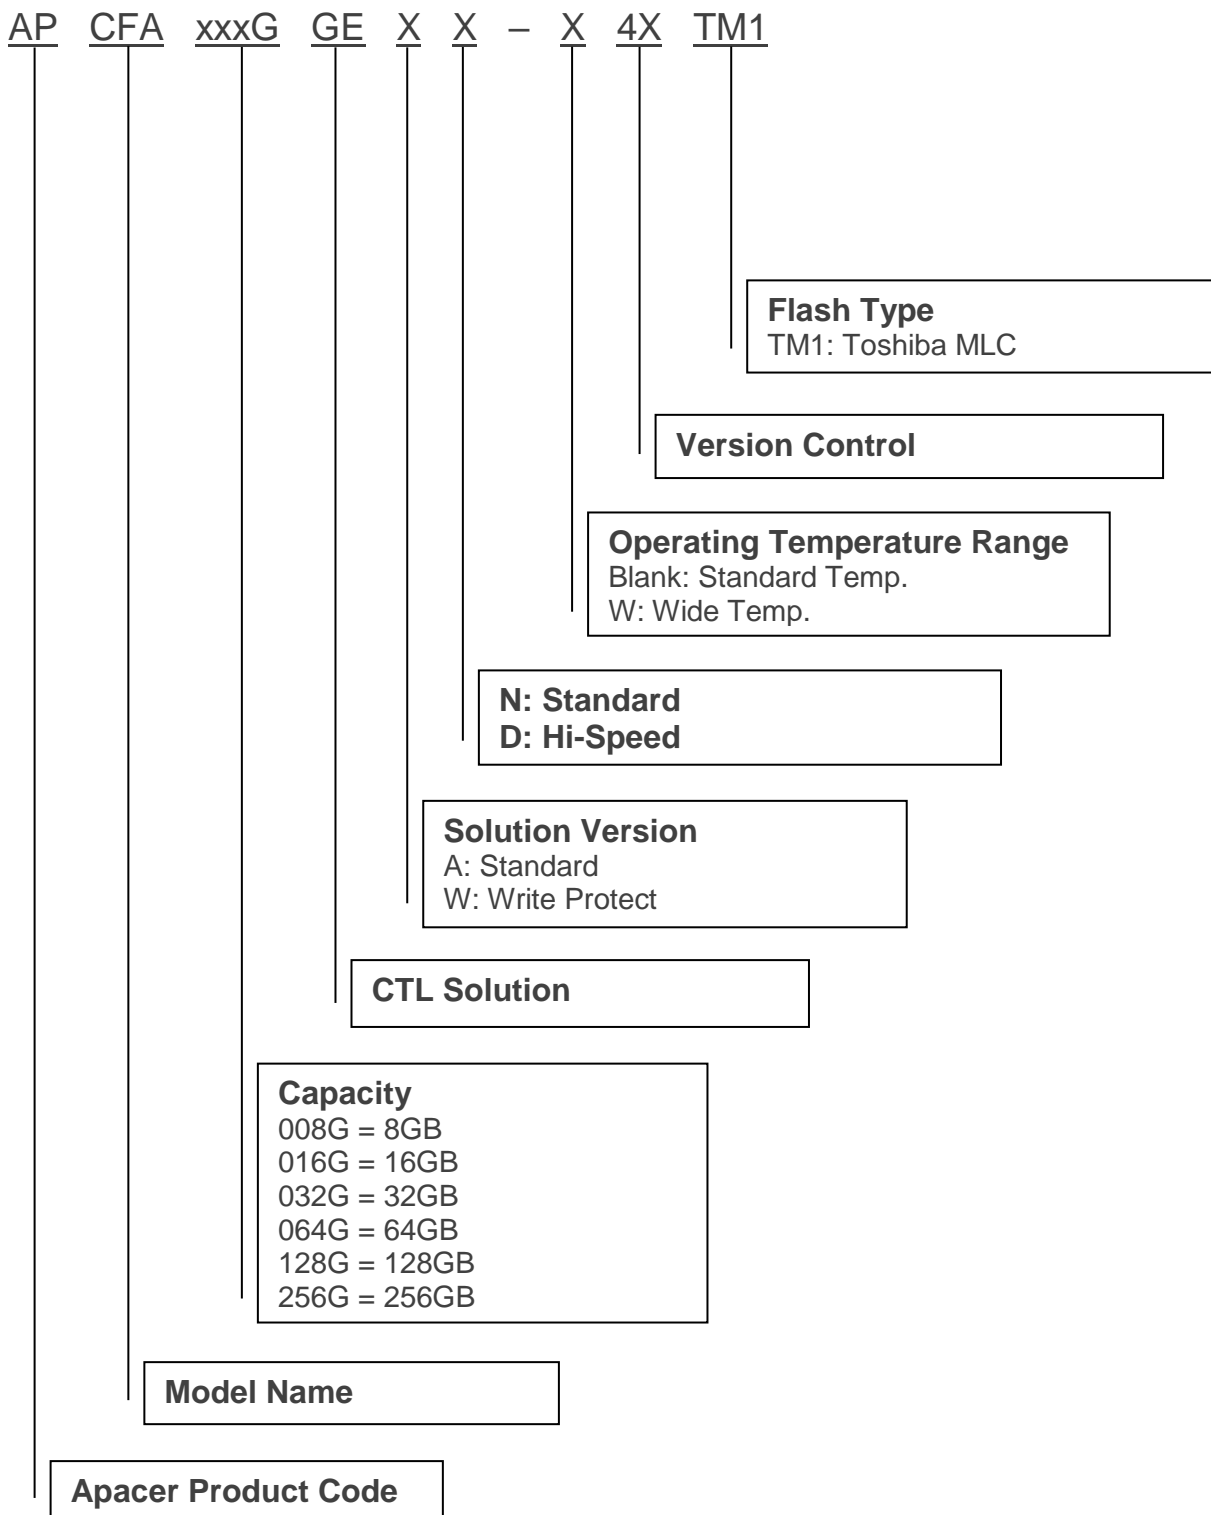 AP CFA xxxG GE X X – X 4X TM1
Flash Type
TM1: Toshiba MLC
Version Control
Operating Temperature Range
Blank: Standard Temp.
W: Wide Temp.
N: Standard
D: Hi-Speed
Solution Version
A: Standard
W: Write Protect
CTL Solution
Capacity
008G = 8GB
016G = 16GB
032G = 32GB
064G = 64GB
128G = 128GB
256G = 256GB
Model Name
Apacer Product Code